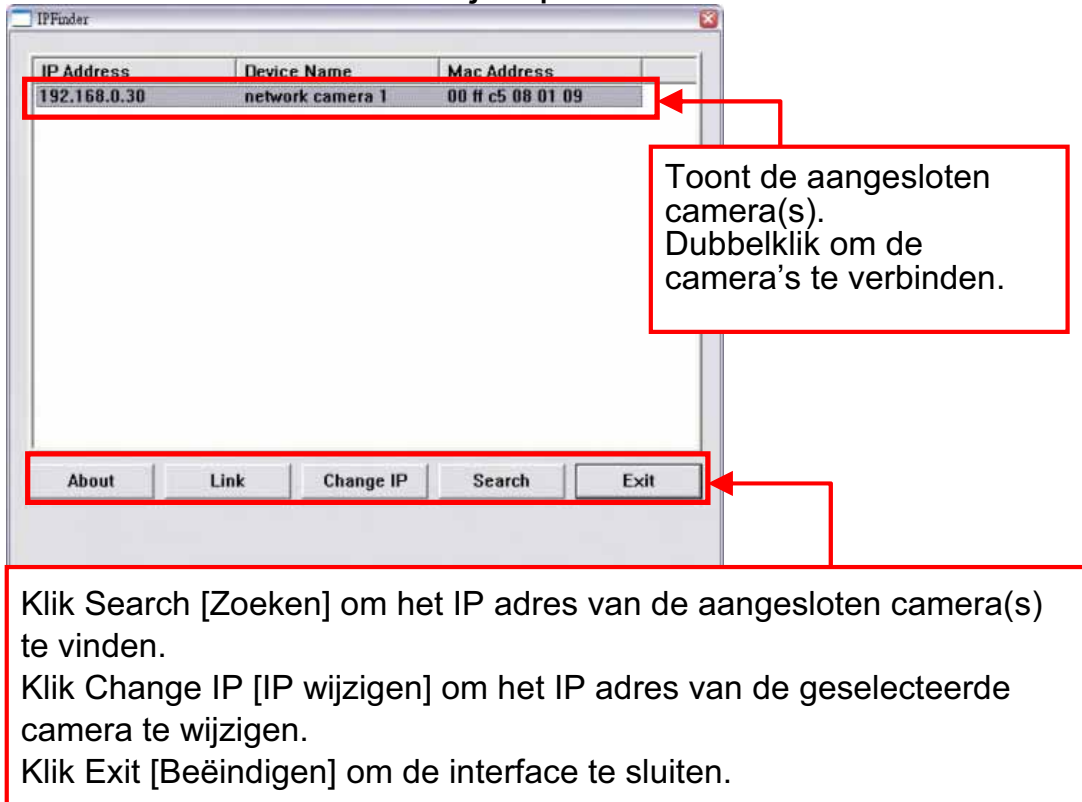 IPFinder
IP Address Device Name Mac Address
192.168.0.30 network camera 1 00 ff c5 08 01 09
Toont de aangesloten
camera(s).
Dubbelklik om de
camera’s te verbinden.
About Link Change IP Search Exit
Klik Search [Zoeken] om het IP adres van de aangesloten camera(s)
te vinden.
Klik Change IP [IP wijzigen] om het IP adres van de geselecteerde
camera te wijzigen.
Klik Exit [Beëindigen] om de interface te sluiten.